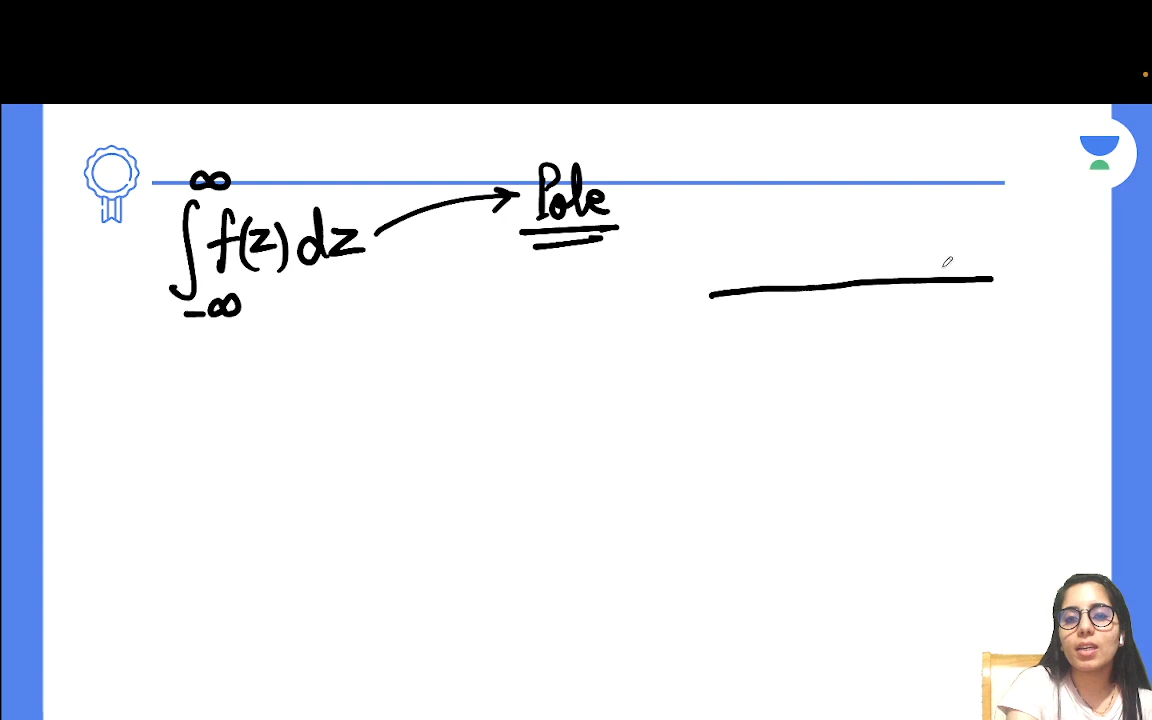 ∞
∫ f(z) dz → Pole
-∞